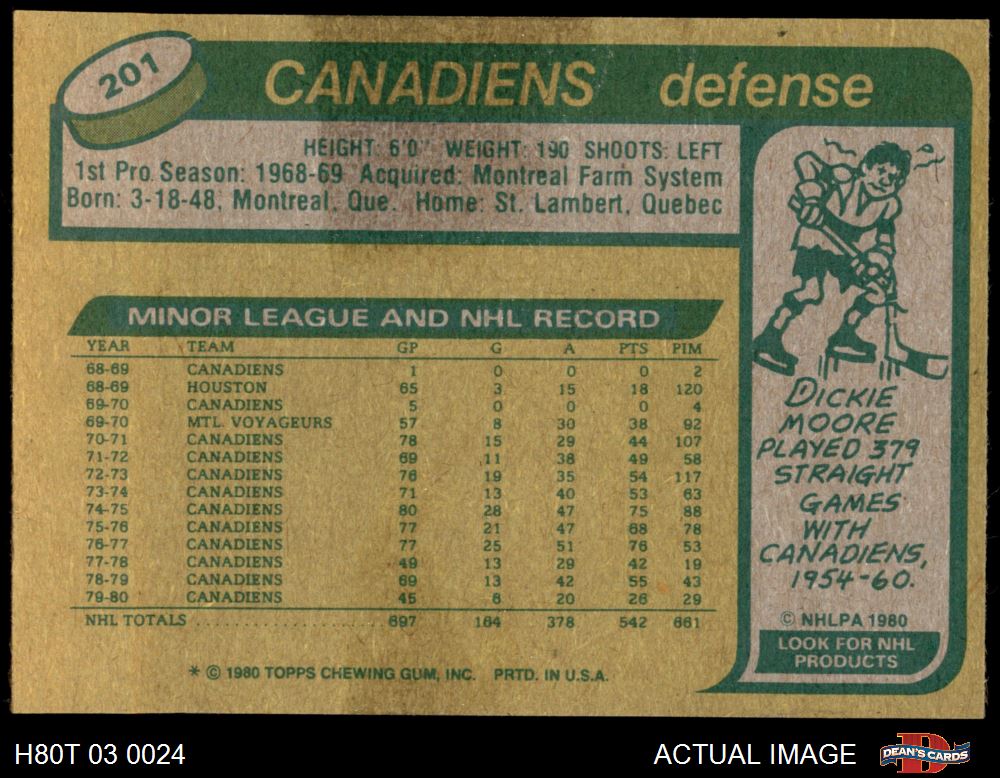 201
CANADIENS defense
HEIGHT: 6'0" WEIGHT: 190 SHOOTS: LEFT
1st Pro Season: 1968-69 Acquired: Montreal Farm System
Born: 3-18-48, Montreal, Que. Home: St. Lambert, Quebec
MINOR LEAGUE AND NHL RECORD
YEAR TEAM GP G A PTS PIM
68-69 CANADIENS 1 0 0 0 2
68-69 HOUSTON 65 3 15 18 120
69-70 CANADIENS 5 0 0 0 4
69-70 MTL. VOYAGEURS 57 8 30 38 92
70-71 CANADIENS 78 15 29 44 107
71-72 CANADIENS 69 11 38 49 58
72-73 CANADIENS 76 19 35 54 117
73-74 CANADIENS 71 13 40 53 63
74-75 CANADIENS 80 28 47 75 88
75-76 CANADIENS 77 21 47 68 78
76-77 CANADIENS 77 25 51 76 53
77-78 CANADIENS 49 13 29 42 19
78-79 CANADIENS 69 13 42 55 43
79-80 CANADIENS 45 6 20 26 29
NHL TOTALS . . . . . . . . . . . . . . . . . . . . 697 164 378 542 661
* © 1980 TOPPS CHEWING GUM, INC. PRTD. IN U.S.A.
DICKIE
MOORE
PLAYED 379
STRAIGHT
GAMES
WITH
CANADIENS,
1954-60.
© NHLPA 1980
LOOK FOR NHL
PRODUCTS
H80T 03 0024
ACTUAL IMAGE
D
DEAN'S CARDS